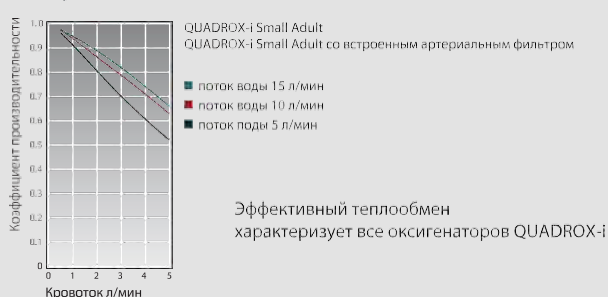 QUADROX-i Small Adult
QUADROX-i Small Adult со встроенным артериальным фильтром
поток воды 15 л/мин
поток воды 10 л/мин
поток поды 5 л/мин
Коэффициент производительности
1.0
0.9
0.8
0.7
0.6
0.5
0.4
0.3
0.2
0.1
0
0 1 2 3 4 5
Кровоток л/мин
Эффективный теплообмен
характеризует все оксигенаторов QUADROX-i